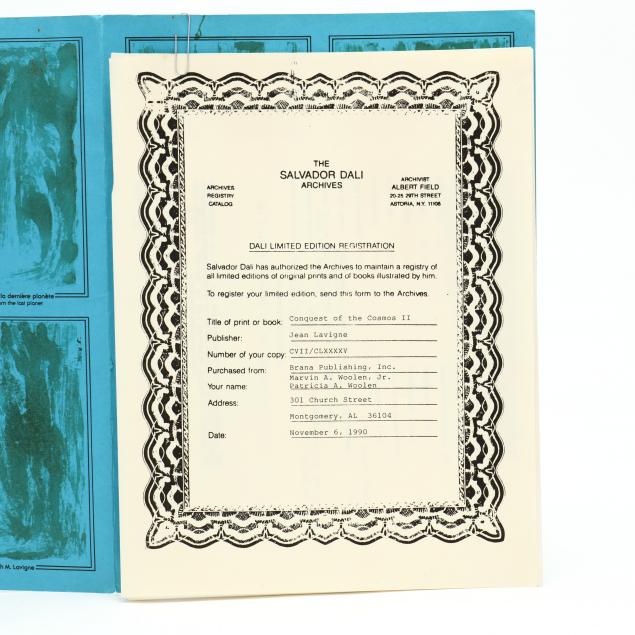 THE
SALVADOR DALI
ARCHIVES
ARCHIVES
REGISTRY
CATALOG
ARCHIVIST
ALBERT FIELD
20-25 29TH STREET
ASTORIA, N.Y. 11105
DALI LIMITED EDITION REGISTRATION
Salvador Dali has authorized the Archives to maintain a registry of
all limited editions of original prints and of books illustrated by him.
To register your limited edition, send this form to the Archives.
Title of print or book: Conquest of the Cosmos II
Publisher: Jean Lavigne
Number of your copy: CVII/CLXXXXV
Purchased from: Brana Publishing, Inc.
Marvin A. Woolen, Jr.
Your name: Patricia A. Woolen
Address: 301 Church Street
Montgomery, AL 36104
Date: November 6, 1990
la dernière planète
om the last planet
h M. Lavigne